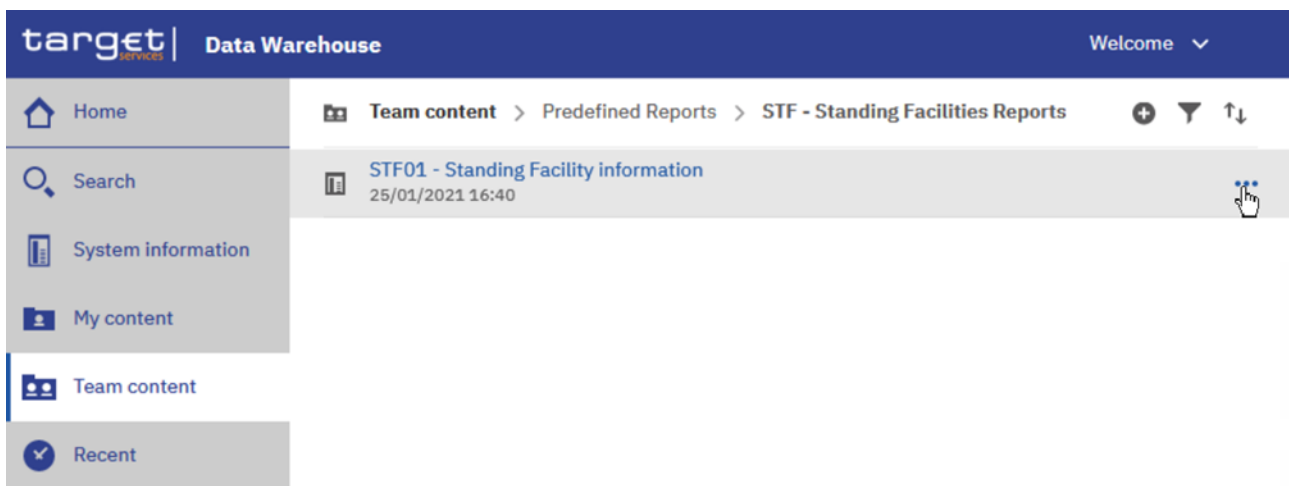 target services | Data Warehouse Welcome
Home
Team content > Predefined Reports > STF - Standing Facilities Reports
Search
STF01 - Standing Facility information
25/01/2021 16:40
System information
My content
Team content
Recent